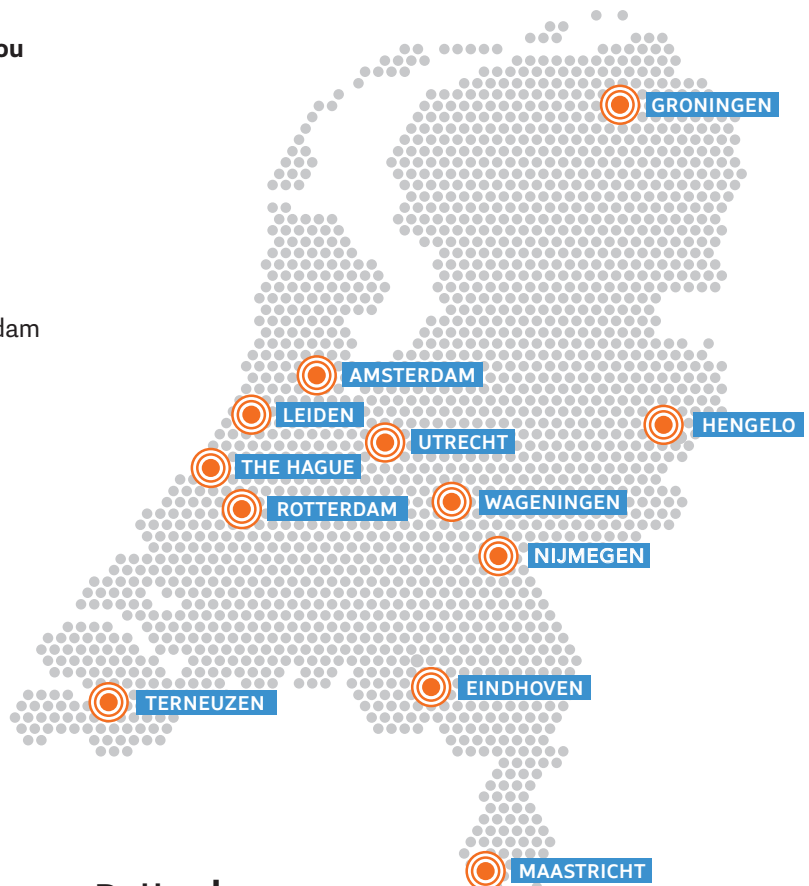 ou
GRONINGEN
dam
AMSTERDAM
LEIDEN
HENGELO
UTRECHT
THE HAGUE
WAGENINGEN
ROTTERDAM
NIJMEGEN
EINDHOVEN
TERNEUZEN
MAASTRICHT